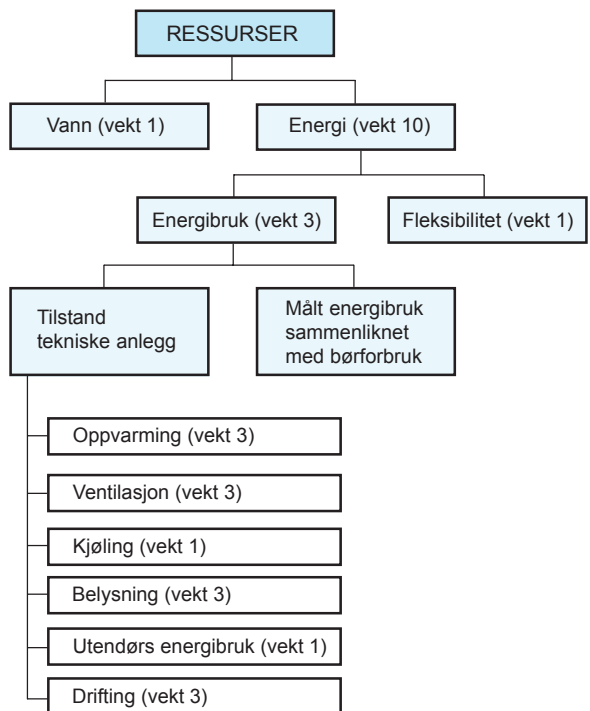 RESSURSER
Vann (vekt 1)
Energi (vekt 10)
Energibruk (vekt 3)
Fleksibilitet (vekt 1)
Tilstand
tekniske anlegg
Målt energibruk
sammenliknet
med børforbruk
Oppvarming (vekt 3)
Ventilasjon (vekt 3)
Kjøling (vekt 1)
Belysning (vekt 3)
Utendørs energibruk (vekt 1)
Drifting (vekt 3)